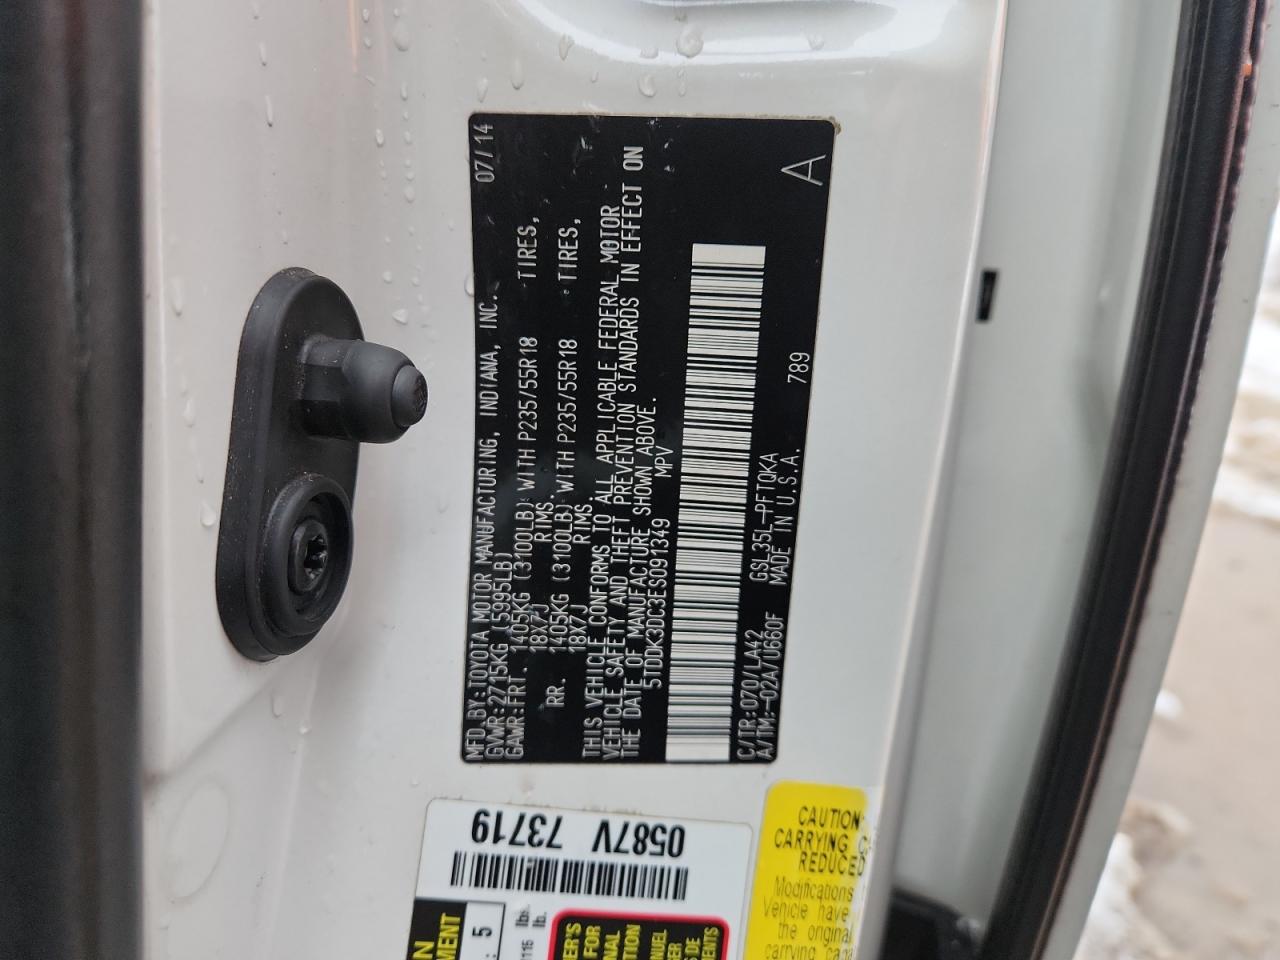 MFD.BY:TOYOTA MOTOR MANUFACTURING, INDIANA, INC. 07/14
GVWR:2715KG (5995LB)
GAWR:FRT. 1405KG (3100LB) WITH P235/55R18 TIRES,
18X7J RIMS.
RR. 1405KG (3100LB) WITH P235/55R18 TIRES,
18X7J RIMS.
THIS VEHICLE CONFORMS TO ALL APPLICABLE FEDERAL MOTOR
VEHICLE SAFETY AND THEFT PREVENTION STANDARDS IN EFFECT ON
THE DATE OF MANUFACTURE SHOWN ABOVE.
5TDDK3DC3ES091349 MPV
A
C/TR:070/LA42 GSL35L-PFTQKA
A/TM:-02A/U660F MADE IN U.S.A. 789
0587V 73719
5
lbs.
lb.
CAUTION
CARRYING
REDUCED
Modifications
Vehicle have
the original
carrying